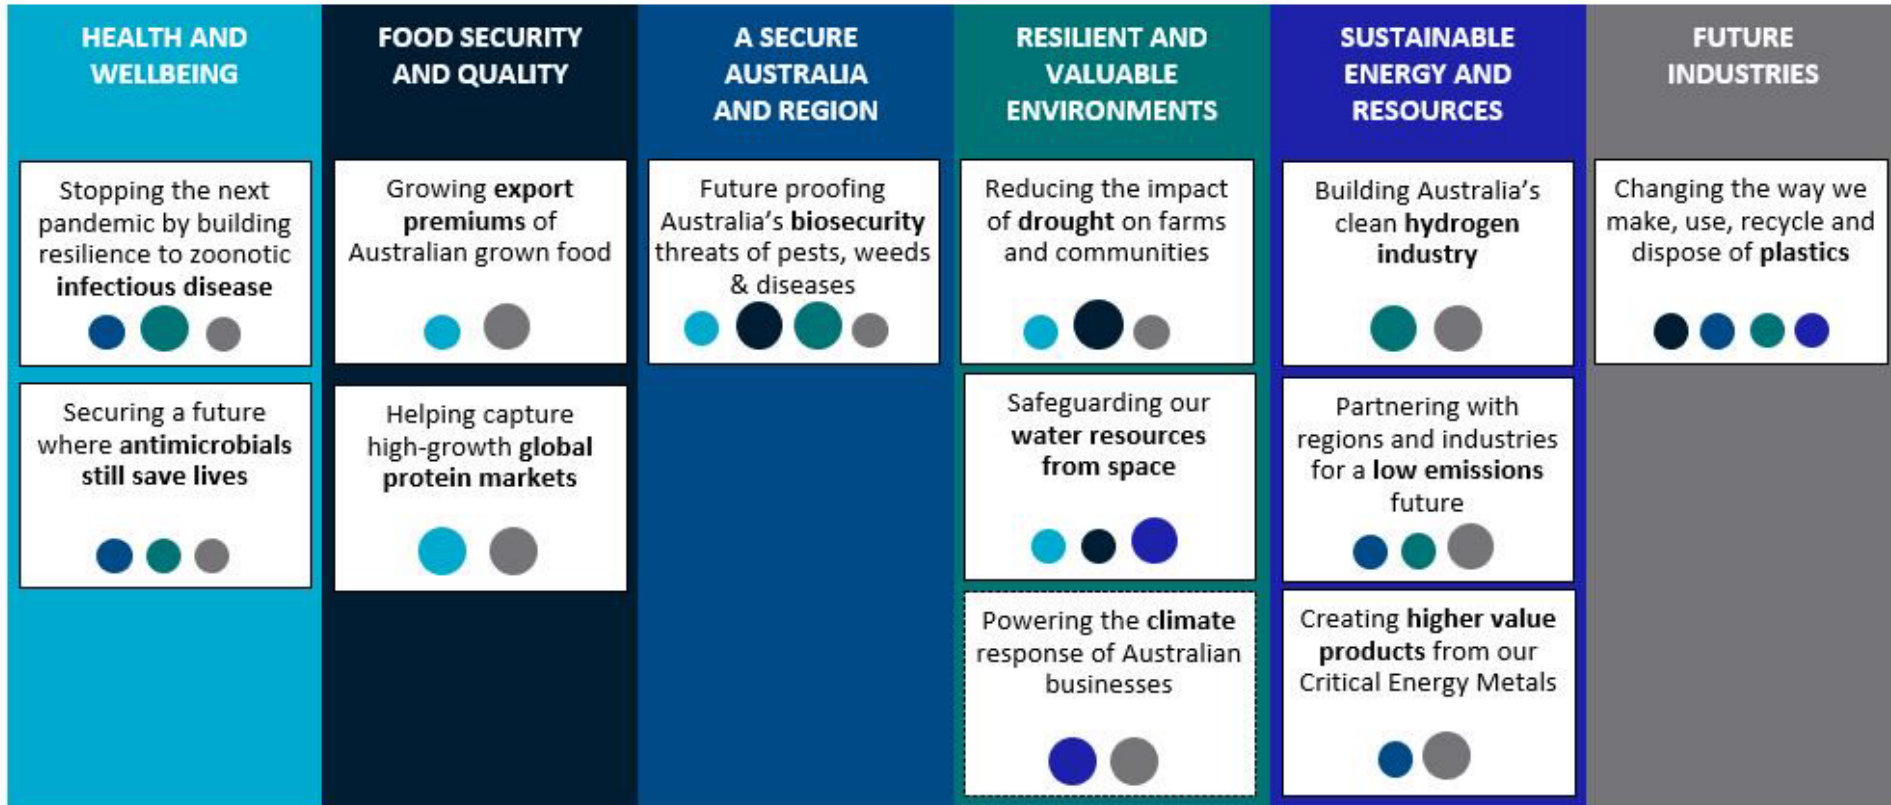 HEALTH AND
WELLBEING
Stopping the next
pandemic by building
resilience to zoonotic
infectious disease
Securing a future
where antimicrobials
still save lives
FOOD SECURITY
AND QUALITY
Growing export
premiums of
Australian grown food
Helping capture
high-growth global
protein markets
A SECURE
AUSTRALIA
AND REGION
Future proofing
Australia's biosecurity
threats of pests, weeds
& diseases
RESILIENT AND
VALUABLE
ENVIRONMENTS
Reducing the impact
of drought on farms
and communities
Safeguarding our
water resources
from space
Powering the climate
response of Australian
businesses
SUSTAINABLE
ENERGY AND
RESOURCES
Building Australia's
clean hydrogen
industry
Partnering with
regions and industries
for a low emissions
future
Creating higher value
products from our
Critical Energy Metals
FUTURE
INDUSTRIES
Changing the way we
make, use, recycle and
dispose of plastics